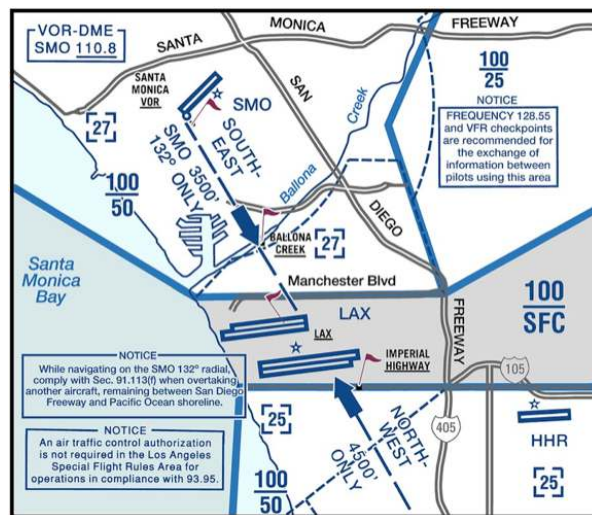 VOR-DME
SMO 110.8
SANTA
MONICA
FREEWAY
SANTA
MONICA
VOR
SMO
SAN
DIEGO
FREEWAY
Creek
Ballona
100
25
NOTICE
FREQUENCY 128.55
and VFR checkpoints
are recommended for
the exchange of
information between
pilots using this area
27
SOUTH-
EAST
SMO 3500'
132° ONLY
100
50
BALLONA
CREEK
27
Santa
Monica
Bay
Manchester Blvd
LAX
LAX
100
SFC
IMPERIAL
HIGHWAY
105
NOTICE
While navigating on the SMO 132° radial,
comply with Sec. 91.113(f) when overtaking
another aircraft, remaining between San Diego
Freeway and Pacific Ocean shoreline.
NOTICE
An air traffic control authorization
is not required in the Los Angeles
Special Flight Rules Area for
operations in compliance with 93.95.
25
100
50
NORTH-
WEST
4500'
ONLY
405
HHR
25